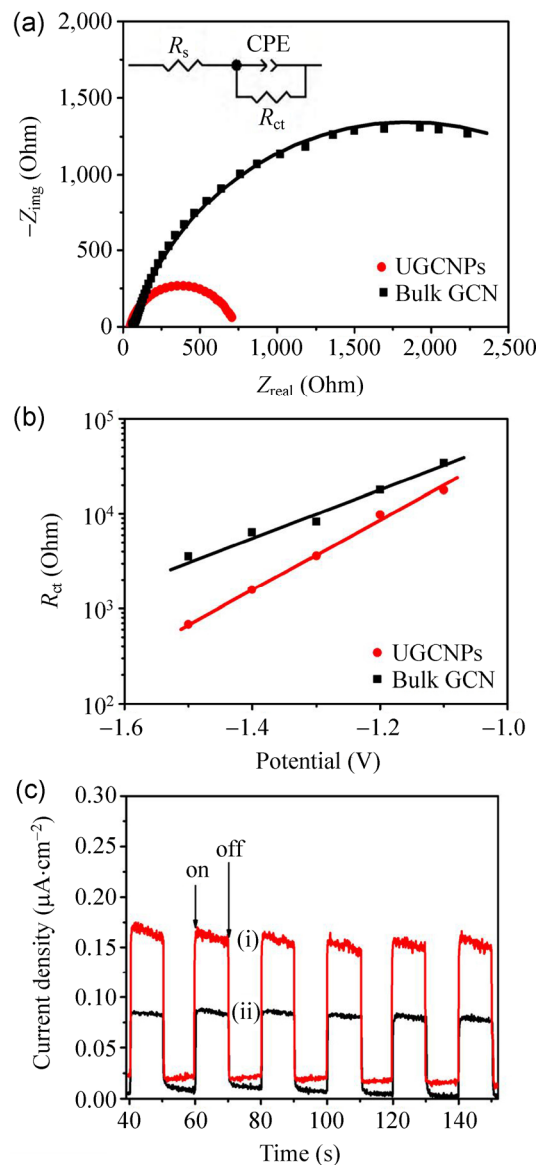 (a)
2,000
1,500
1,000
500
0
−Zimg (Ohm)
Rs
CPE
Rct
UGCNPs
Bulk GCN
0 500 1,000 1,500 2,000 2,500
Zreal (Ohm)
(b)
10^5
10^4
10^3
10^2
Rct (Ohm)
UGCNPs
Bulk GCN
−1.6 −1.4 −1.2 −1.0
Potential (V)
(c)
0.30
0.25
0.20
0.15
0.10
0.05
0.00
Current density (μA·cm−2)
off
on
(i)
(ii)
40 60 80 100 120 140
Time (s)